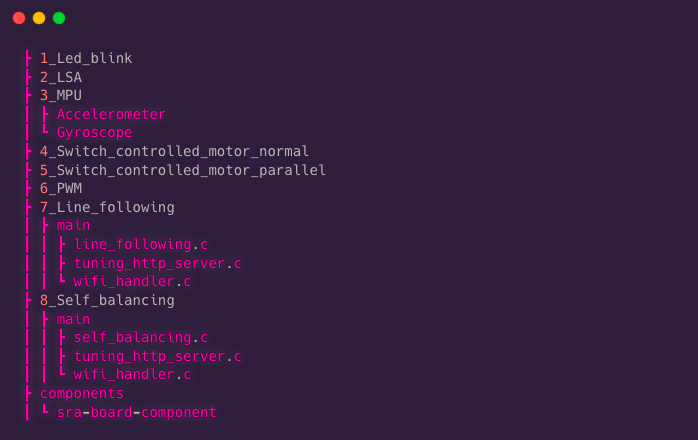 ┣ 1_Led_blink
┣ 2_LSA
┣ 3_MPU
┃ ┣ Accelerometer
┃ ┗ Gyroscope
┣ 4_Switch_controlled_motor_normal
┣ 5_Switch_controlled_motor_parallel
┣ 6_PWM
┣ 7_Line_following
┃ ┣ main
┃ ┃ ┣ line_following.c
┃ ┃ ┣ tuning_http_server.c
┃ ┃ ┗ wifi_handler.c
┣ 8_Self_balancing
┃ ┣ main
┃ ┃ ┣ self_balancing.c
┃ ┃ ┣ tuning_http_server.c
┃ ┃ ┗ wifi_handler.c
┣ components
┃ ┗ sra-board-component